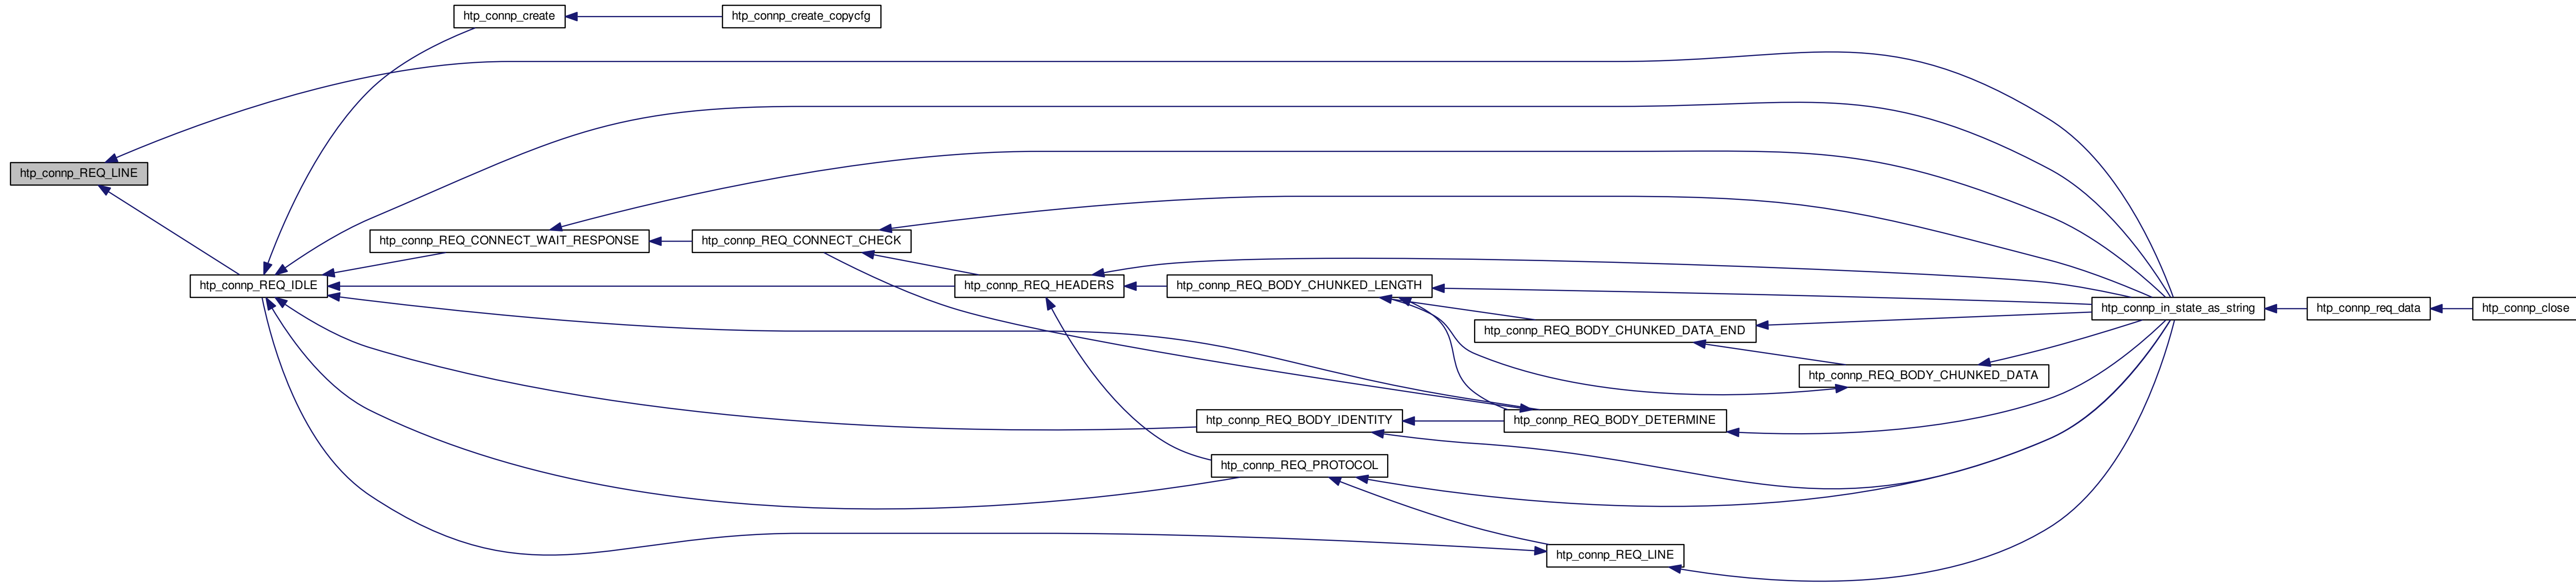 htp_connp_create
htp_connp_create_copycfg
htp_connp_REQ_LINE
htp_connp_REQ_CONNECT_WAIT_RESPONSE
htp_connp_REQ_CONNECT_CHECK
htp_connp_REQ_IDLE
htp_connp_REQ_HEADERS
htp_connp_REQ_BODY_CHUNKED_LENGTH
htp_connp_in_state_as_string
htp_connp_req_data
htp_connp_close
htp_connp_REQ_BODY_CHUNKED_DATA_END
htp_connp_REQ_BODY_CHUNKED_DATA
htp_connp_REQ_BODY_IDENTITY
htp_connp_REQ_BODY_DETERMINE
htp_connp_REQ_PROTOCOL
htp_connp_REQ_LINE